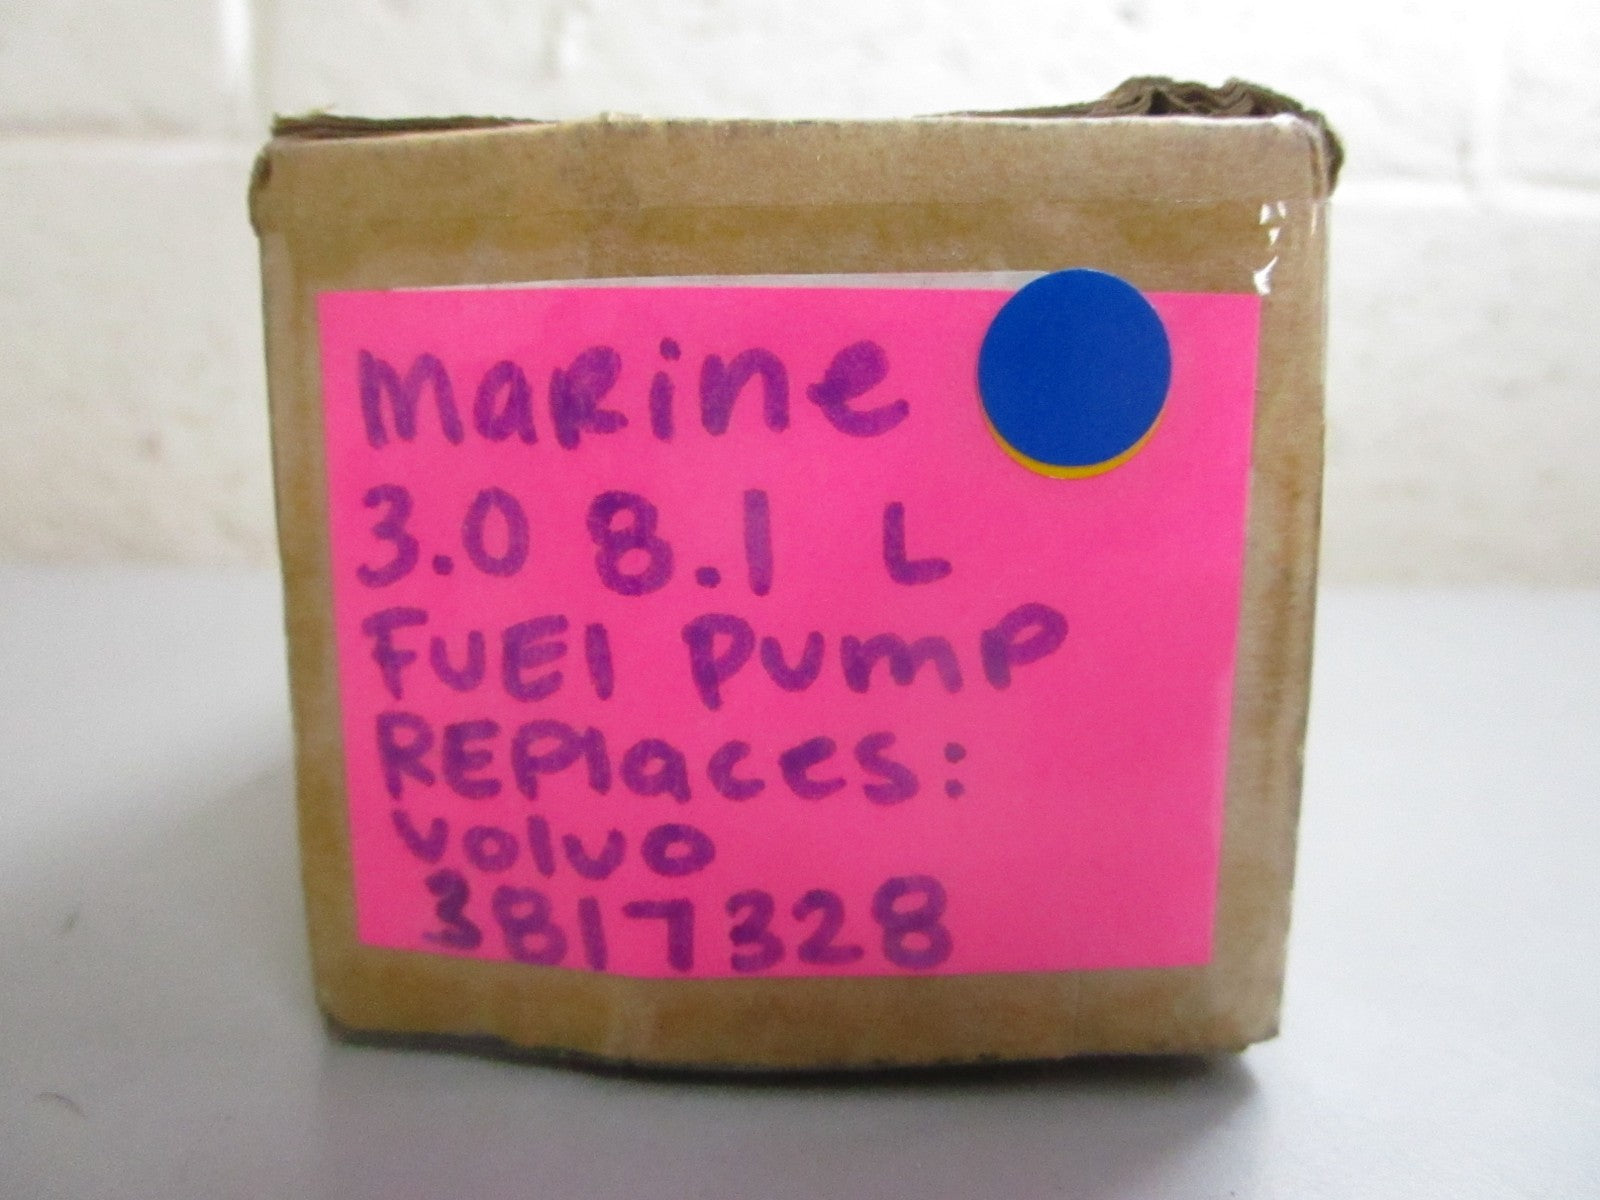 MaRine
3.0 8.1 L
FUEl PUmP
REPlaces:
Volvo
3817328